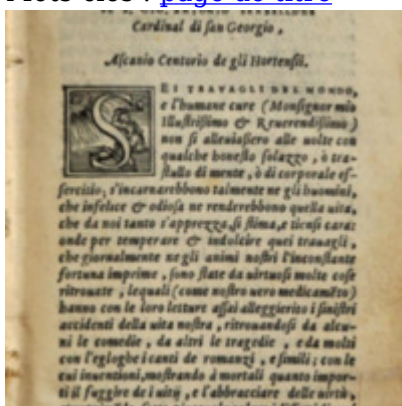 Cardinal di san Georgio,
Ascanio Centorio de gli Hortensii.
SEI TRAVAGLI DEL MONDO,
e l'humane cure (Monsignor mio
Illustrissimo & Reuerendissimo)
non si alleuiassero alle uolte con
qualche honesto solazzo, ò tra-
stullo di mente, ò di corporale es-
sercitio, s'incarnarebbono talmente ne gli huomini,
che infelice & odiosa ne renderebbono quella uita,
che da noi tanto s'apprezza, si stima, e tiensi cara:
onde per temperare & indolcire quei trauagli,
che giornalmente ne gli animi nostri l'inconstante
fortuna imprime, sono state da uirtuosi molte cose
ritrouate, lequali (come nostro uero medicamẽto)
hanno con le loro letture assai alleggerito i sinistri
accidenti della uita nostra, ritrouandosi da alcu-
ni le comedie, da altri le tragedie, e da molti
con l'egloghe i canti de romanzi, e simili; con le
cui inuentioni, mostrando à mortali quanto impor-
ti il fuggire de i uitij, e l'abbracciare delle uirtù,